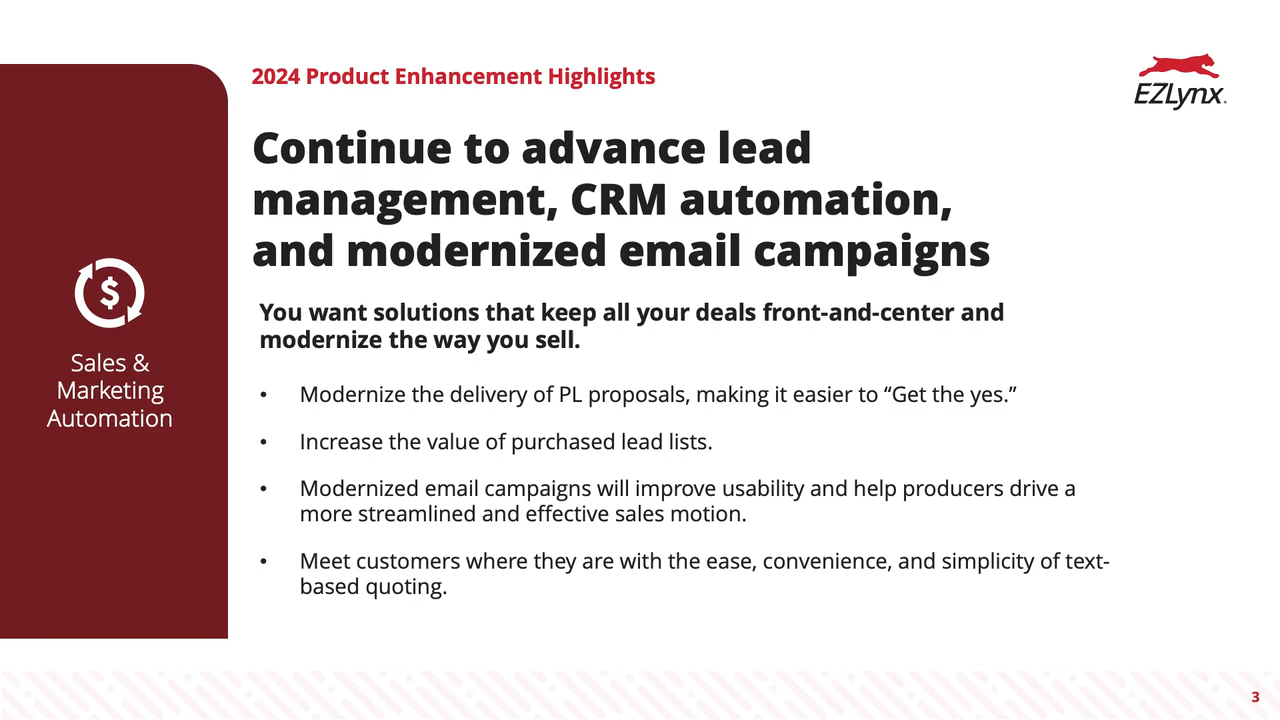 2024 Product Enhancement Highlights
EZLynx.
Continue to advance lead
management, CRM automation,
and modernized email campaigns
$
Sales &
Marketing
Automation
You want solutions that keep all your deals front-and-center and
modernize the way you sell.
• Modernize the delivery of PL proposals, making it easier to “Get the yes.”
• Increase the value of purchased lead lists.
• Modernized email campaigns will improve usability and help producers drive a
more streamlined and effective sales motion.
• Meet customers where they are with the ease, convenience, and simplicity of text-
based quoting.
3